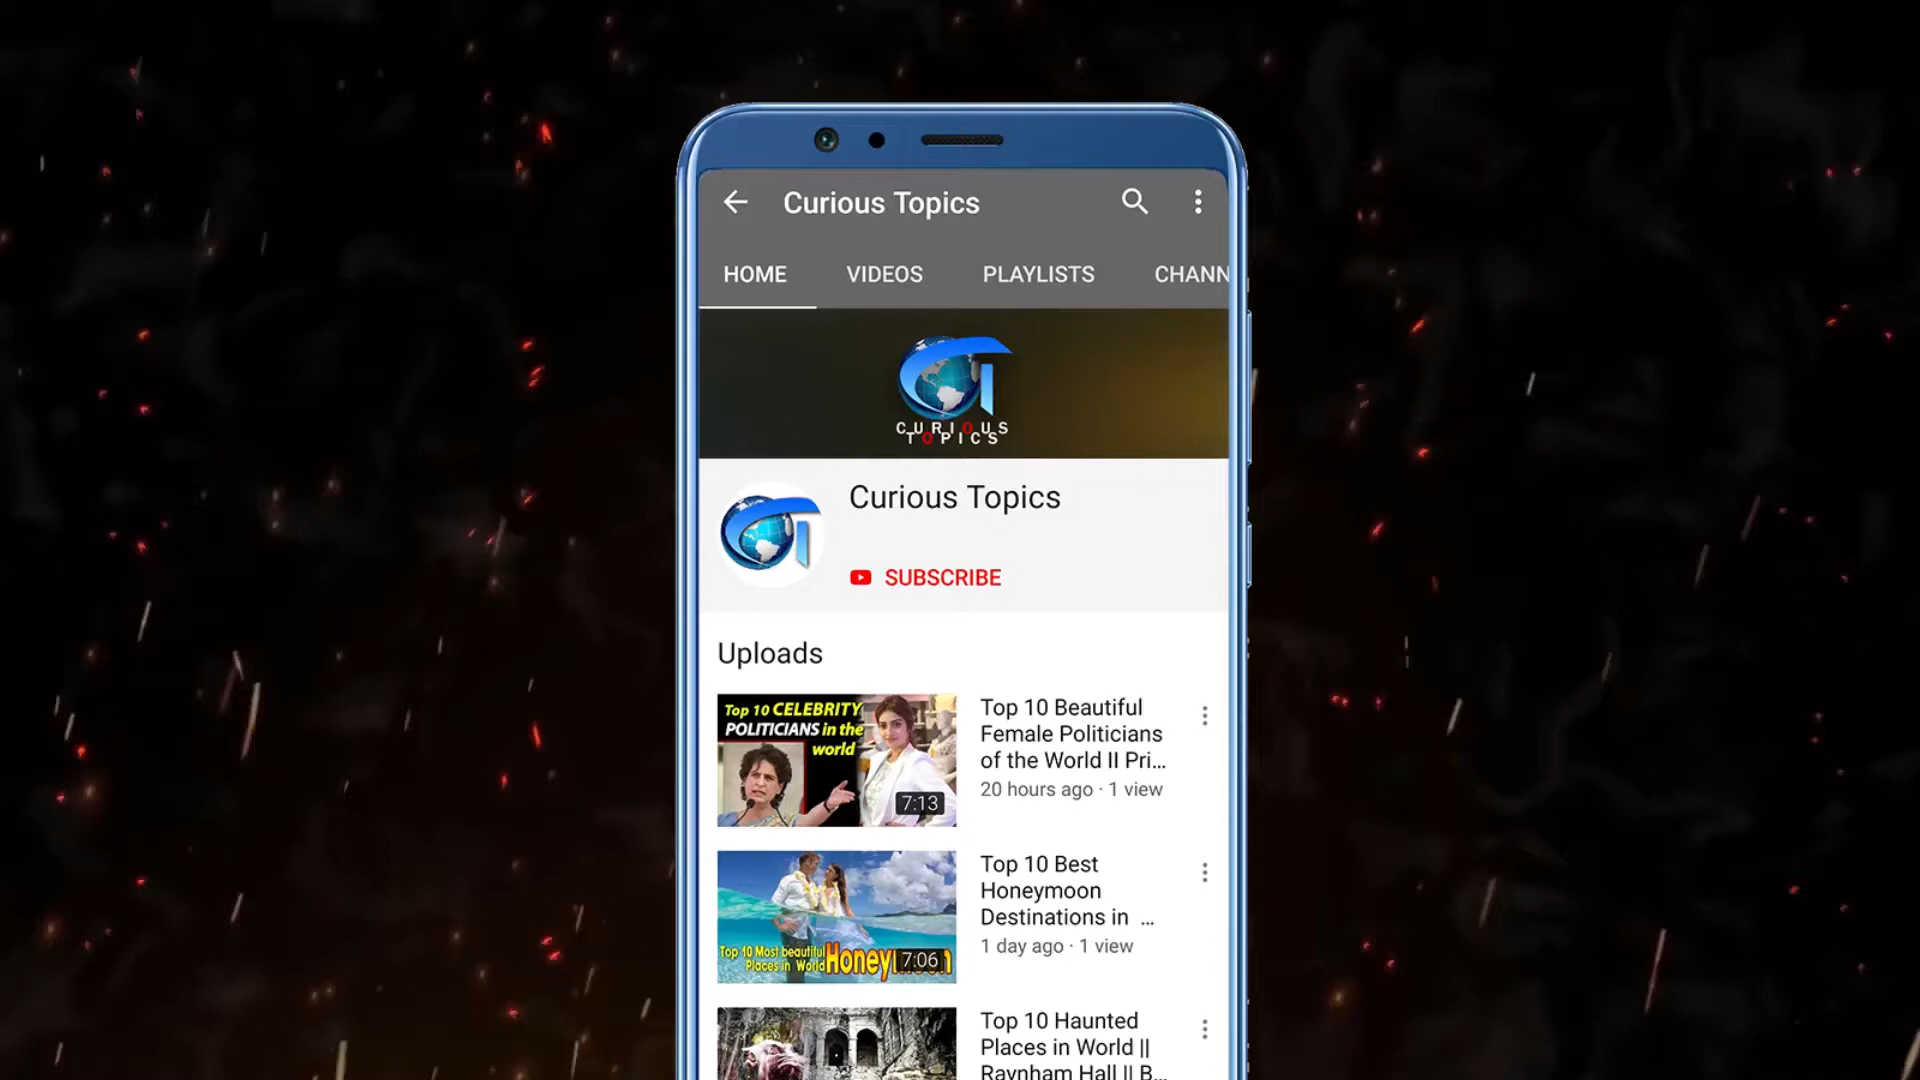 Curious Topics
HOME VIDEOS PLAYLISTS CHANN
CURIOUS
TOPICS
Curious Topics
SUBSCRIBE
Uploads
Top 10 CELEBRITY
POLITICIANS in the
world
7:13
Top 10 Beautiful
Female Politicians
of the World II Pri...
20 hours ago · 1 view
Top 10 Most beautiful
Places in World
7:06
Top 10 Best
Honeymoon
Destinations in ...
1 day ago · 1 view
Top 10 Haunted
Places in World ||
Raynham Hall || B...